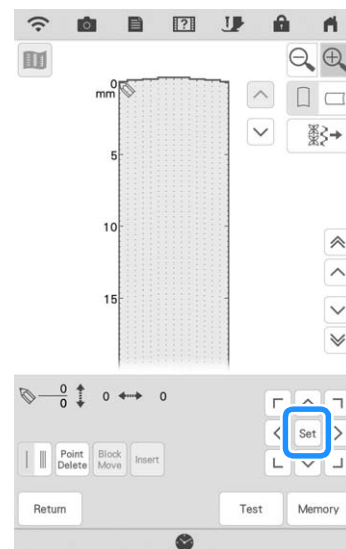 0
mm
5
10
15
0
0 0 0
Set
Point Delete
Block Move
Insert
Return
Test
Memory